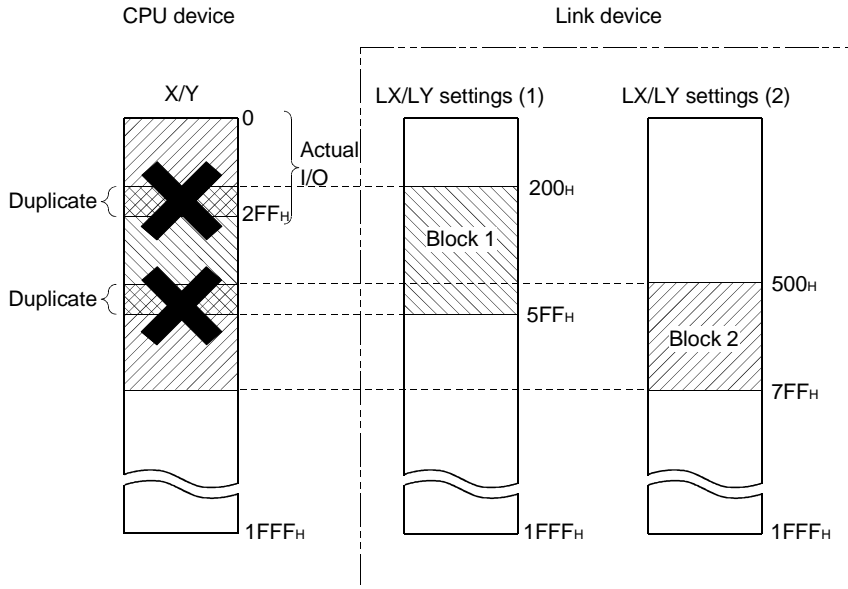 CPU device
Link device
X/Y
LX/LY settings (1)
LX/LY settings (2)
0
Actual
I/O
Duplicate
200H
2FFH
Block 1
Duplicate
500H
5FFH
Block 2
7FFH
1FFFH
1FFFH
1FFFH